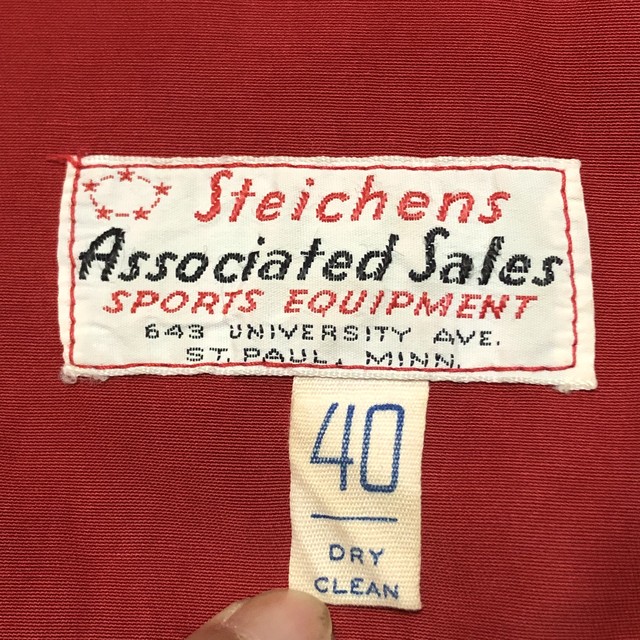 Steichens
Associated Sales
SPORTS EQUIPMENT
643 UNIVERSITY AVE.
ST. PAUL, MINN.
40
DRY
CLEAN